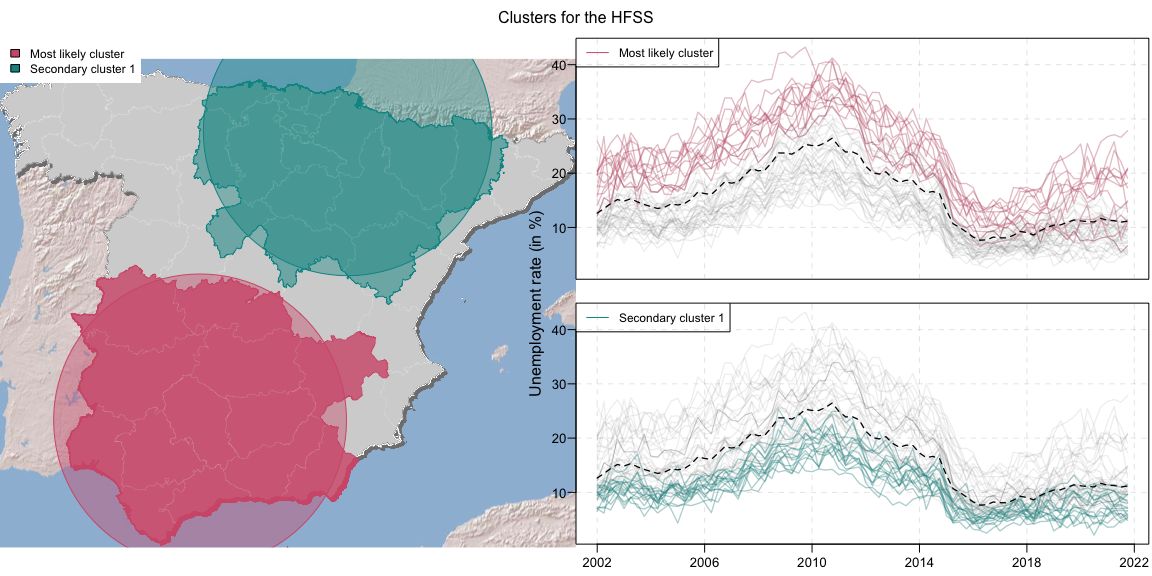 Clusters for the HFSS
Most likely cluster
Secondary cluster 1
Unemployment rate (in %)
Most likely cluster
40
30
20
10
Secondary cluster 1
40
30
20
10
2002 2006 2010 2014 2018 2022